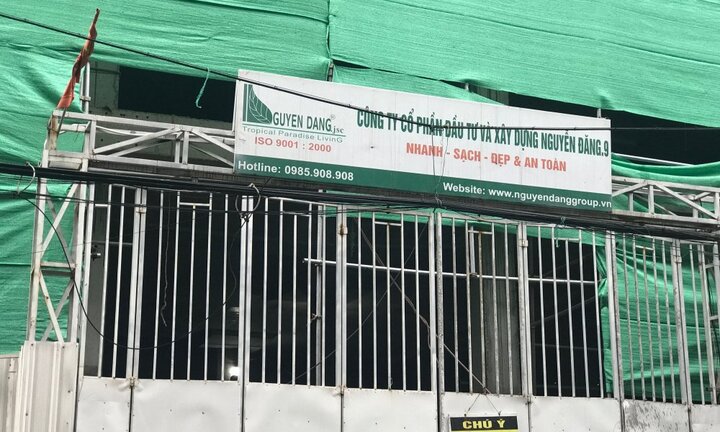 NGUYEN DANG.jsc
Tropical Paradise LivinG
ISO 9001 : 2000
CÔNG TY CỔ PHẦN ĐẦU TƯ VÀ XÂY DỰNG NGUYỄN ĐĂNG.9
NHANH - SẠCH - ĐẸP & AN TOÀN
Hotline: 0985.908.908
Website: www.nguyendanggroup.vn
CHÚ Ý